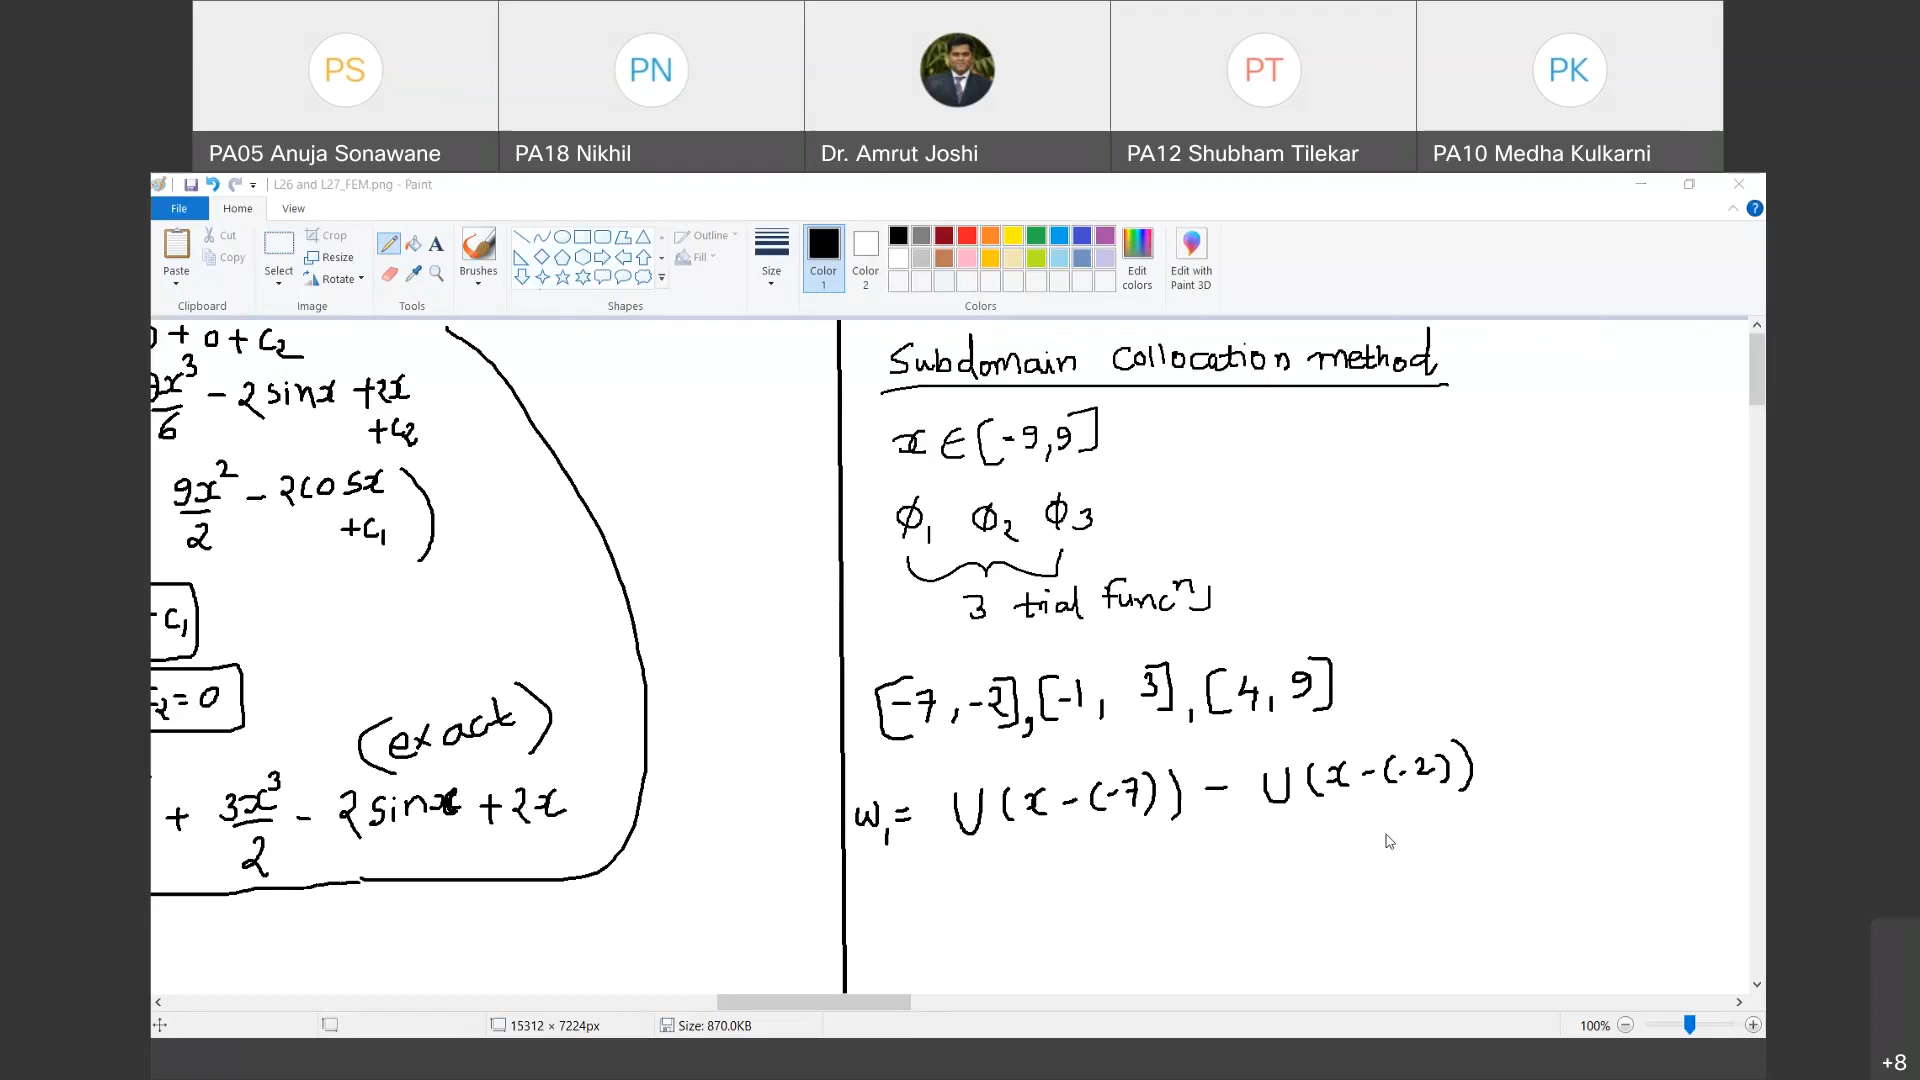 PS
PN
PT
PK
PA05 Anuja Sonawane
PA18 Nikhil
Dr. Amrut Joshi
PA12 Shubham Tilekar
PA10 Medha Kulkarni
L26 and L27_FEM.png - Paint
File
Home
View
Paste
Cut
Copy
Clipboard
Select
Crop
Resize
Rotate
Image
A
Tools
Brushes
Shapes
Outline
Fill
Size
Color 1
Color 2
Colors
Edit colors
Edit with Paint 3D
+ 0 + C₂
x³/6 - 2 sinx + 2x
+C₂
9x²/2 - 2cosx
+C₁ )
C₁
= 0
(exact)
+ 3x³/2 - 2 sinx + 2x
Subdomain Collocation method
x ∈ [-9,9]
ϕ₁ ϕ₂ ϕ₃
3 trial funcⁿs
[-7,-2],[-1, 3],[4, 9]
w₁= U(x-(-7)) - U(x-(-2))
15312 × 7224px
Size: 870.0KB
100%
+8